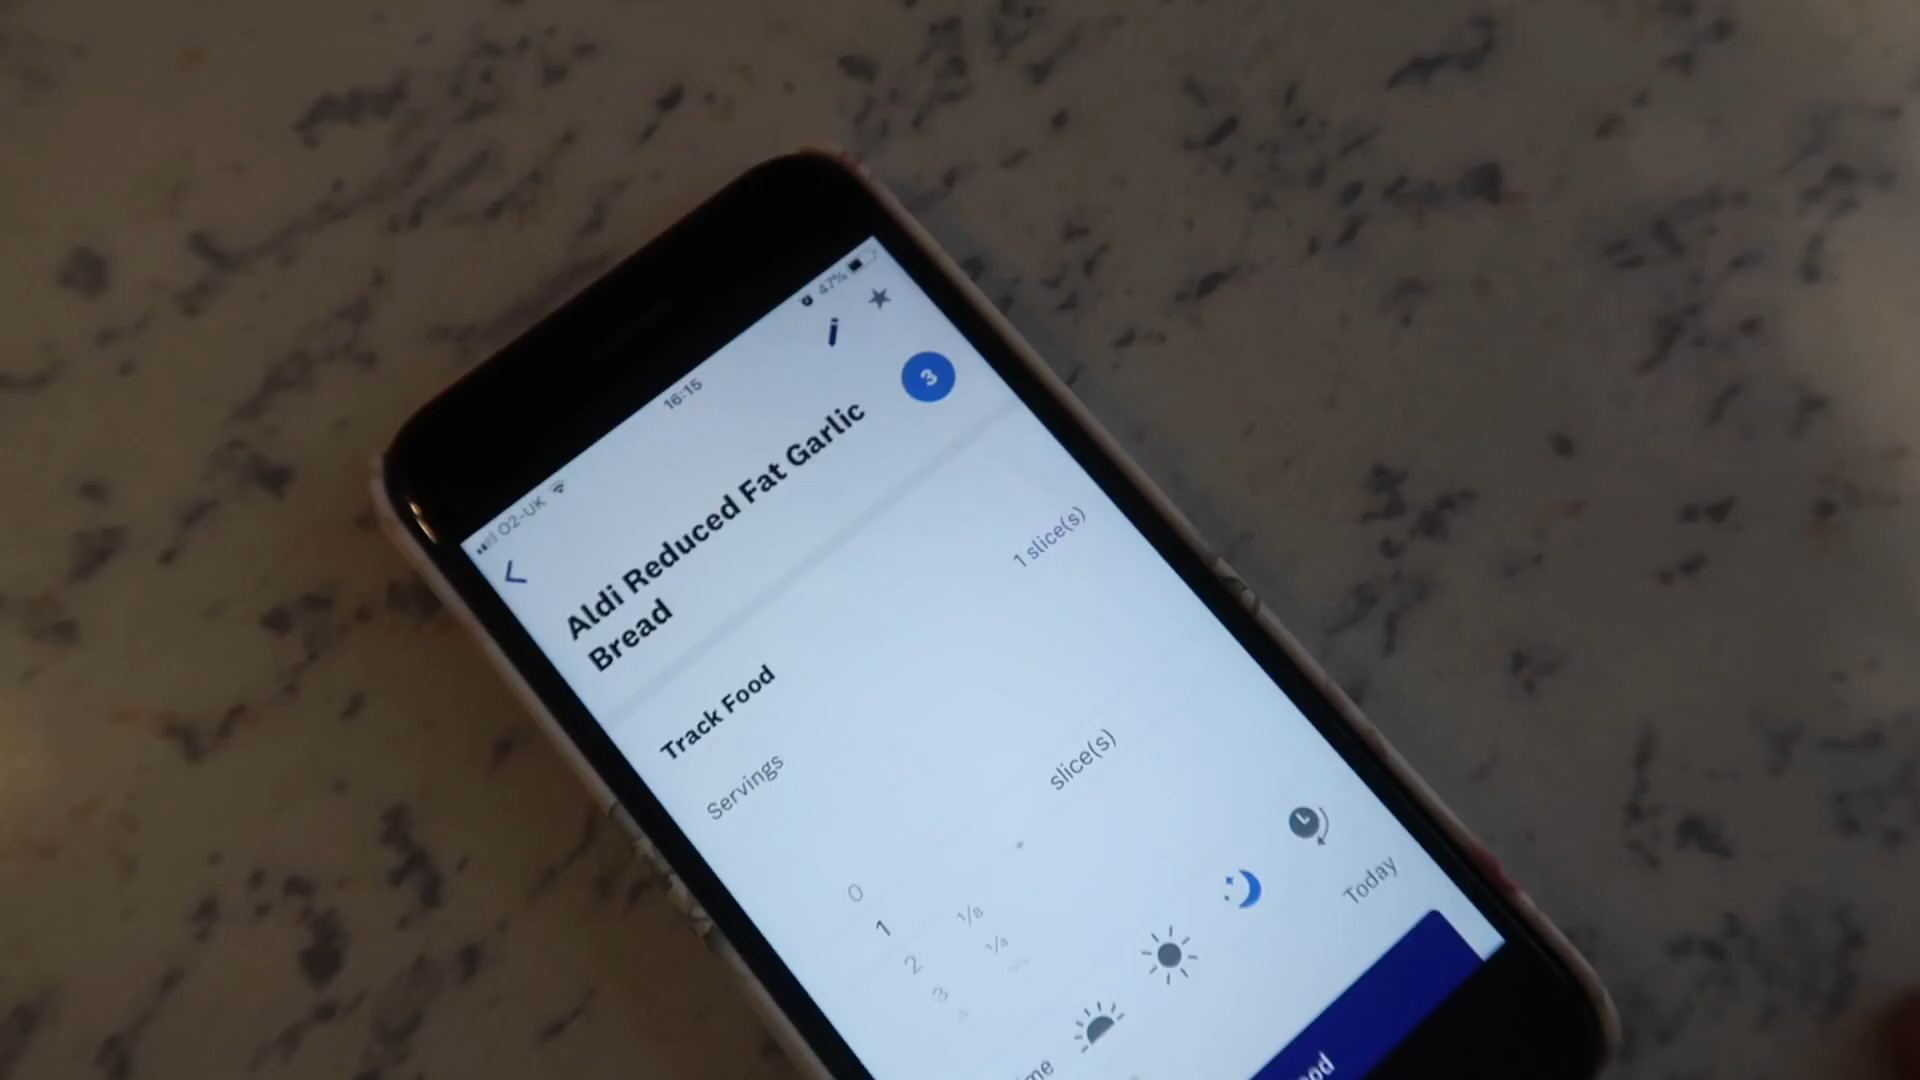 O2-UK 16:15 47%
3
Aldi Reduced Fat Garlic
Bread
Track Food
1 slice(s)
Servings
slice(s)
0
1
2 1/8
3 1/4
4
Today